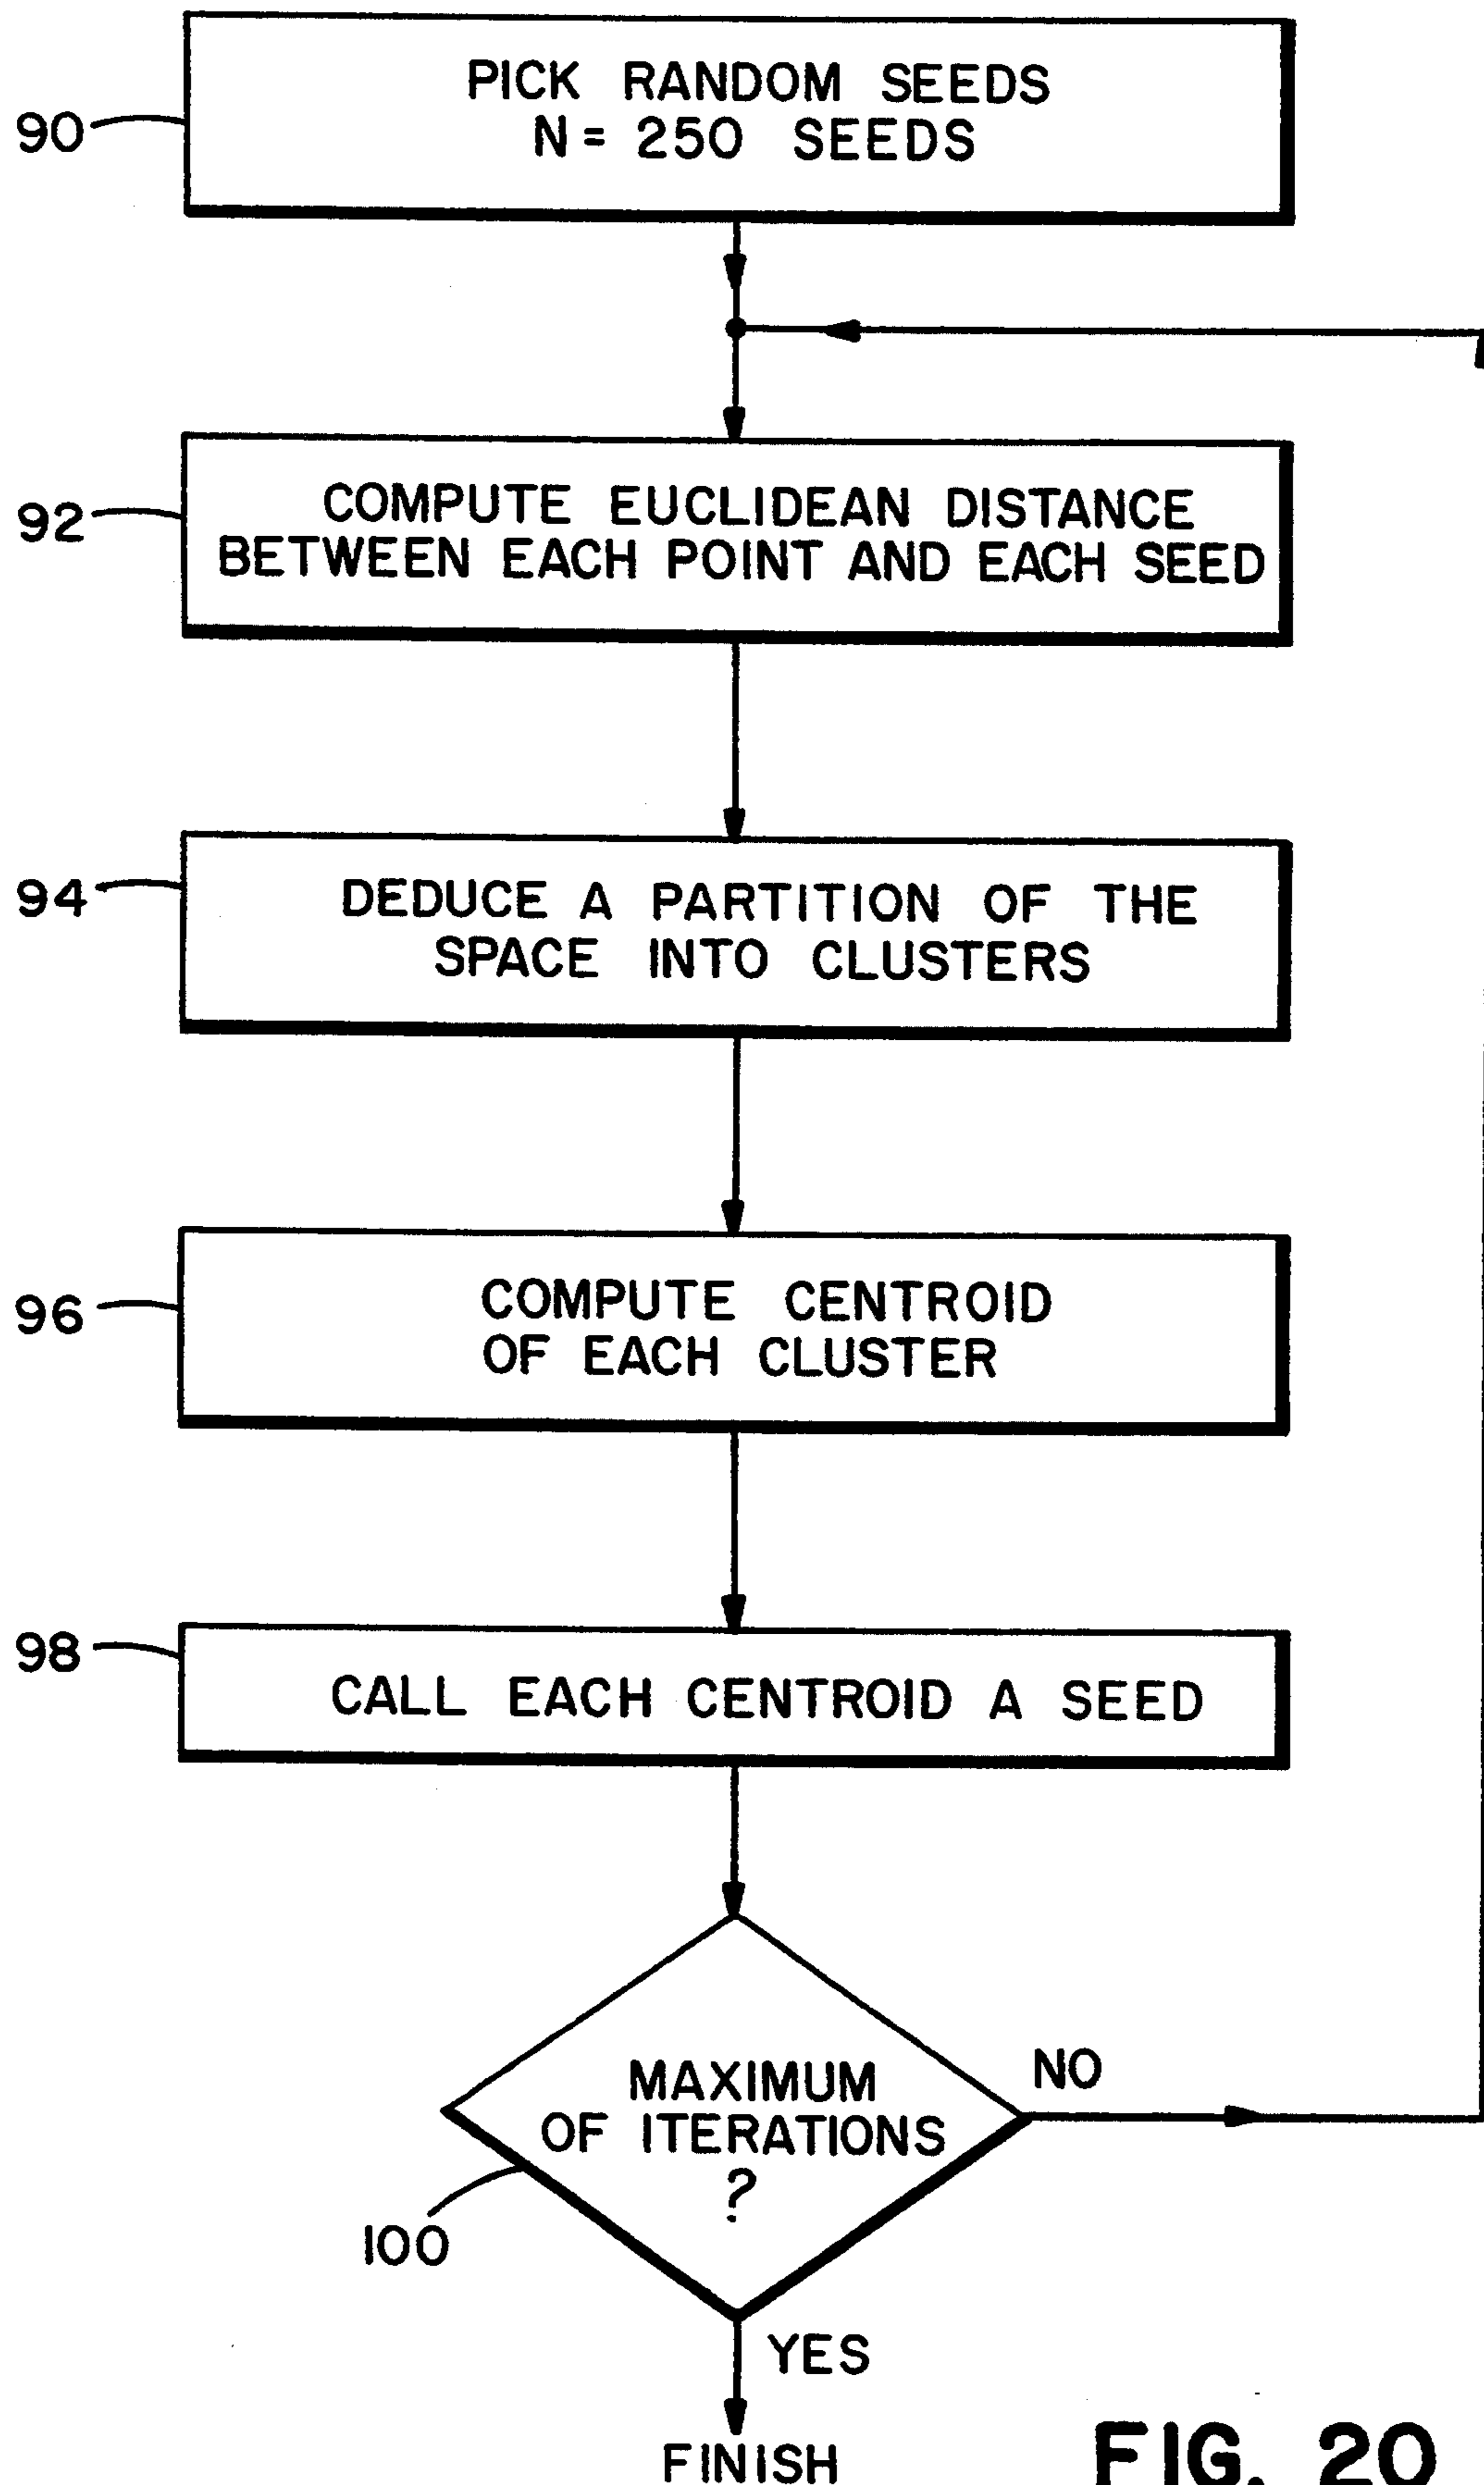 PICK RANDOM SEEDS
N = 250 SEEDS
90
COMPUTE EUCLIDEAN DISTANCE
BETWEEN EACH POINT AND EACH SEED
92
DEDUCE A PARTITION OF THE
SPACE INTO CLUSTERS
94
COMPUTE CENTROID
OF EACH CLUSTER
96
CALL EACH CENTROID A SEED
98
MAXIMUM
OF ITERATIONS
?
NO
100
YES
FINISH
FIG. 20